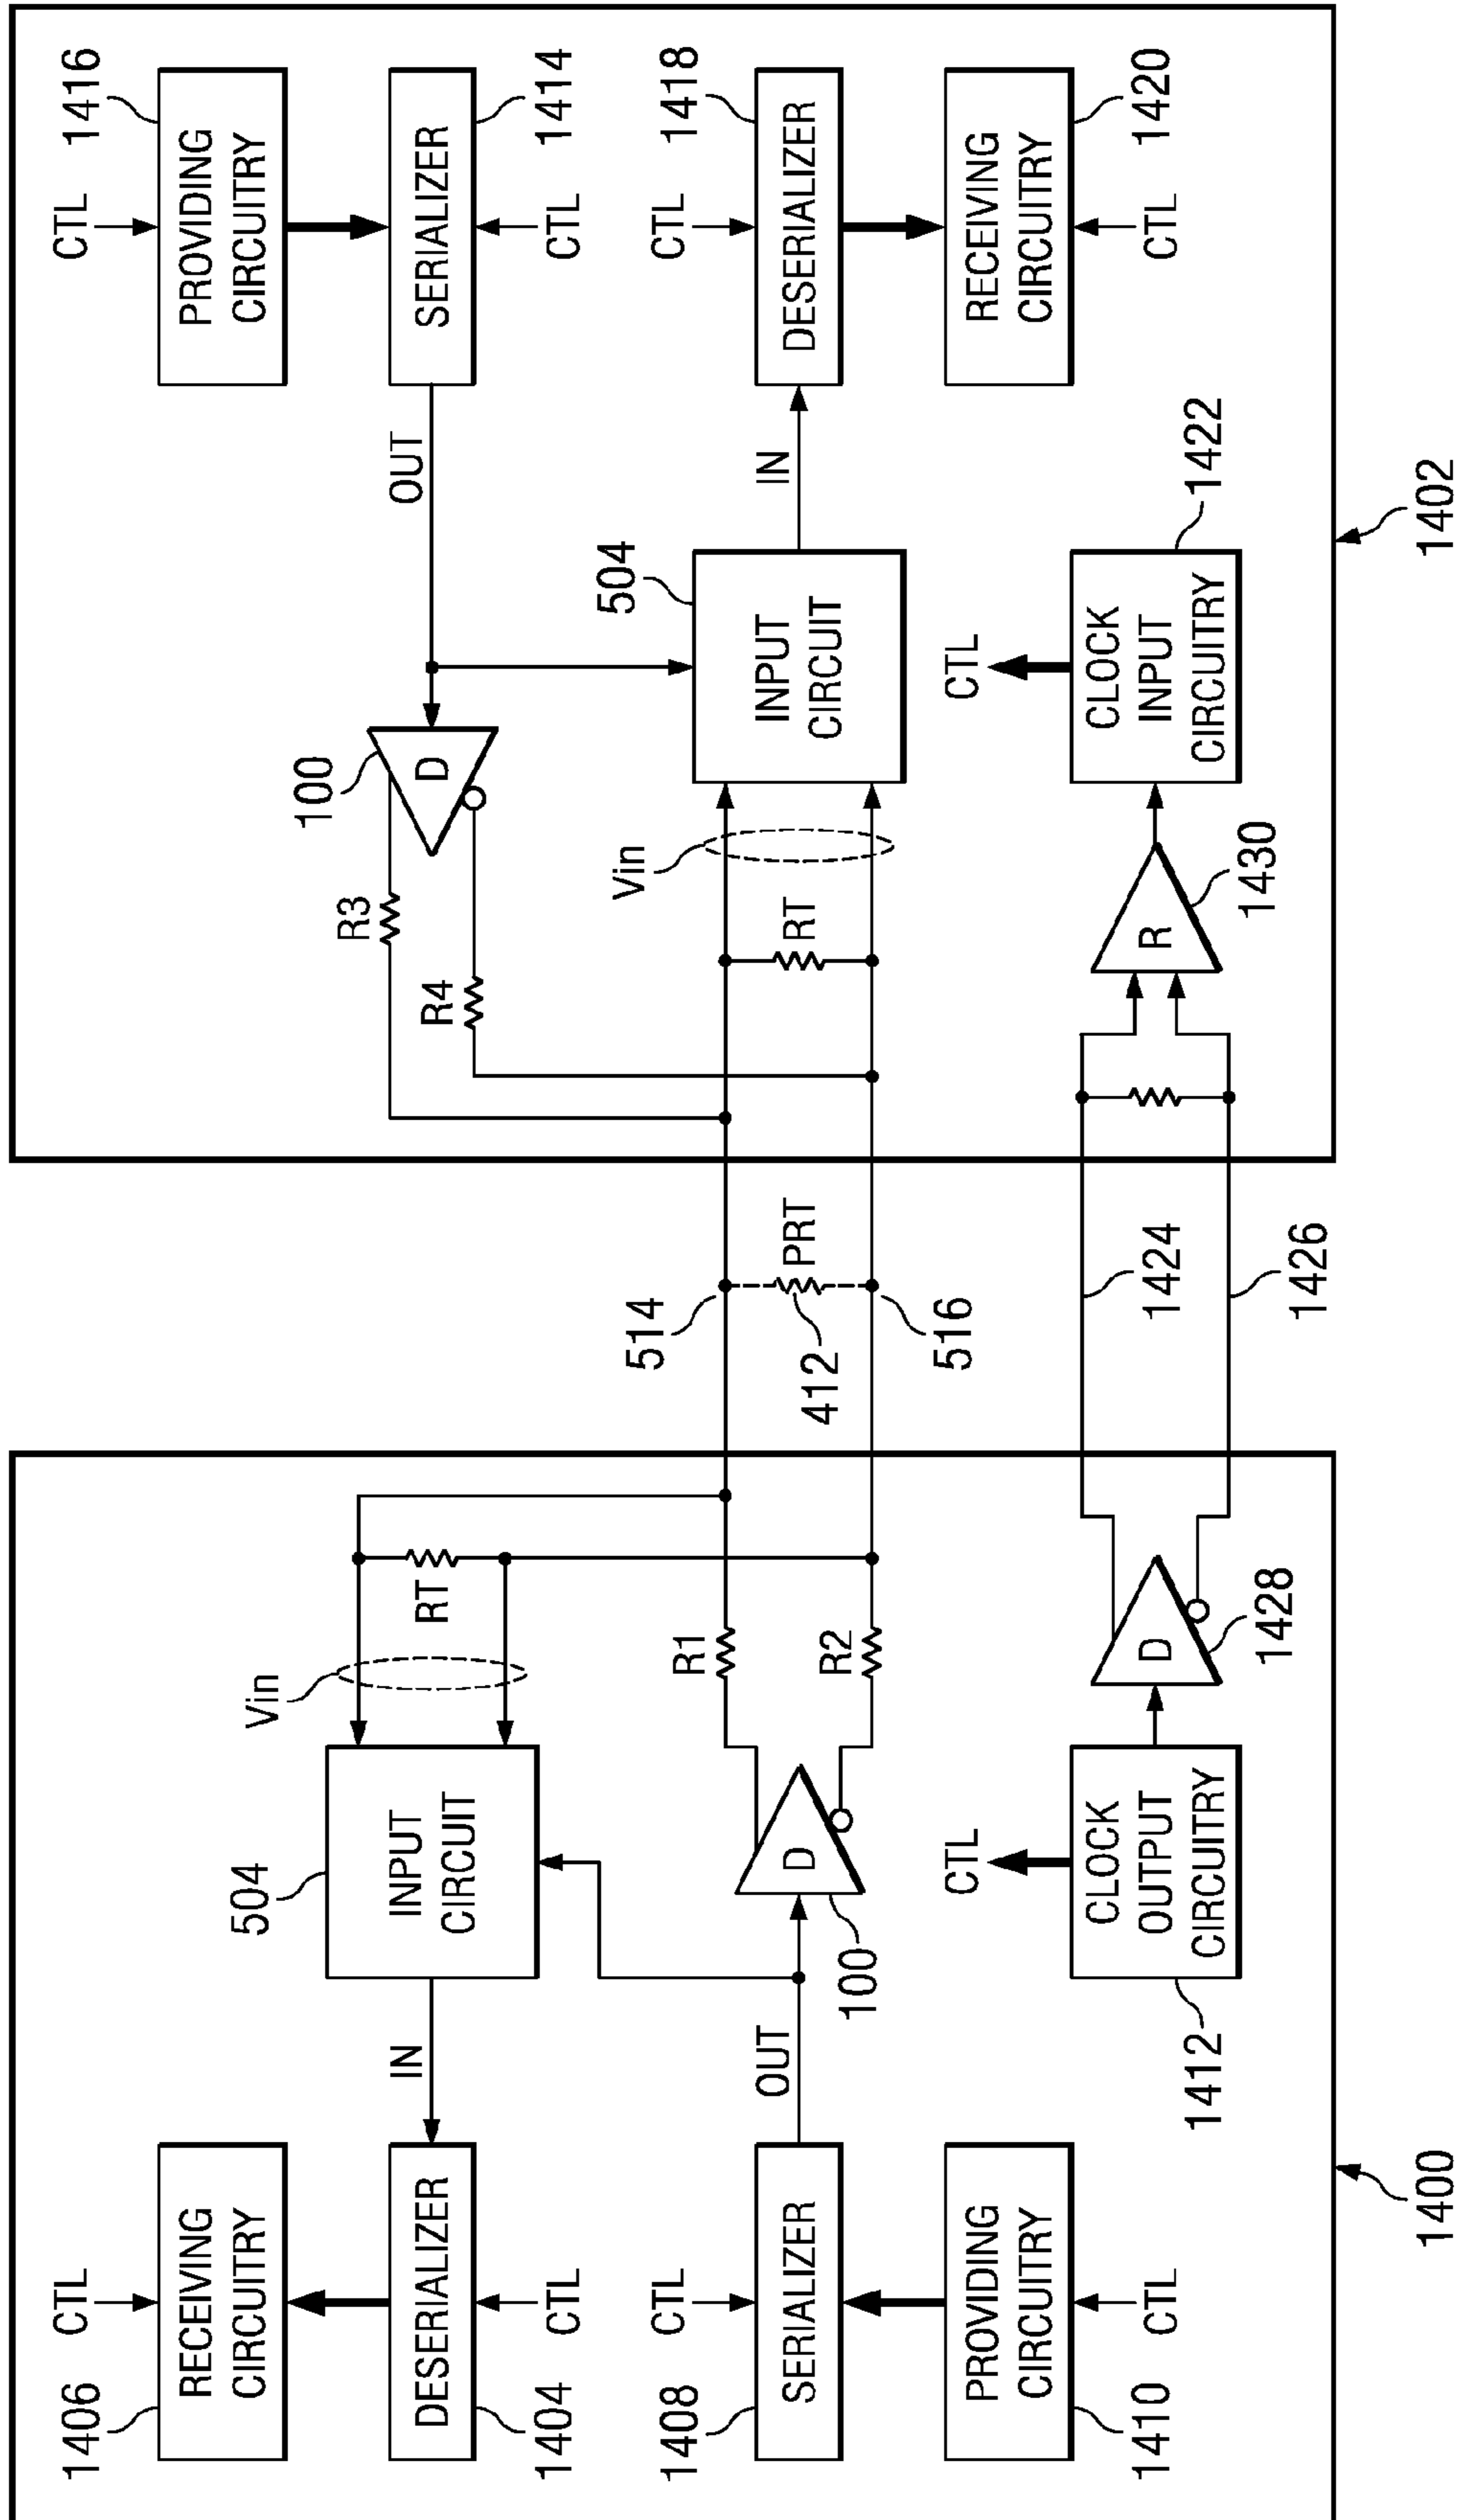 1406
CTL
RECEIVING
CIRCUITRY
DESERIALIZER
1404
CTL
IN
504
INPUT
CIRCUIT
Vin
RT
1408
CTL
SERIALIZER
OUT
PROVIDING
CIRCUITRY
1410
CTL
D
100
R1
R2
CTL
CLOCK
OUTPUT
CIRCUITRY
1412
D
1428
1400
514
PRT
412
516
1424
1426
CTL
1416
PROVIDING
CIRCUITRY
SERIALIZER
CTL
1414
OUT
100
D
R3
R4
504
INPUT
CIRCUIT
Vin
RT
IN
CTL
1418
DESERIALIZER
RECEIVING
CIRCUITRY
CTL
1420
R
1430
CTL
CLOCK
INPUT
CIRCUITRY
1422
1402